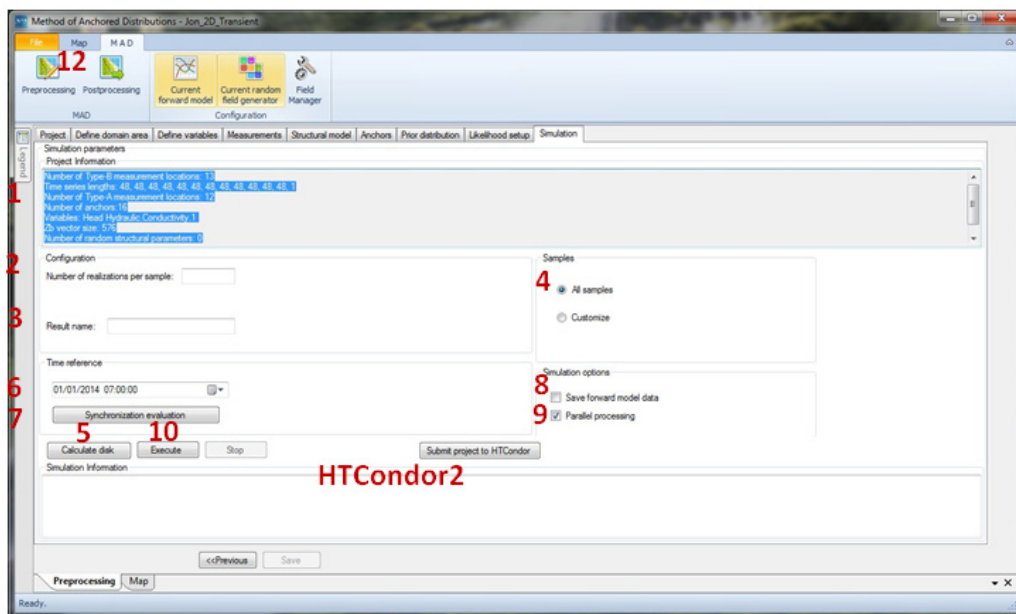 Method of Anchored Distributions - Jon_2D_Transient
File Map MAD
12
Preprocessing Postprocessing Current forward model Current random field generator Field Manager
MAD Configuration
Legend
Project Define domain area Define variables Measurements Structural model Anchors Prior distribution Likelihood setup Simulation
Simulation parameters
Project Information
Number of Type-B measurement locations: 13
1 Time series lengths: 48, 48, 48, 48, 48, 48, 48, 48, 48, 48, 48, 48, 1
Number of Type-A measurement locations: 12
Number of anchors:16
Variables: Head Hydraulic Conductivity 1
Zb vector size: 576
Number of random structural parameters: 0
2 Configuration
Number of realizations per sample:
3 Result name:
Samples
4 All samples
Customize
Time reference
6 01/01/2014 07:00:00
7 Synchronization evaluation
Simulation options
8 Save forward model data
9 Parallel processing
5 10
Calculate disk Execute Stop Submit project to HTCondor
HTCondor2
Simulation Information
<<Previous Save
Preprocessing Map
Ready.